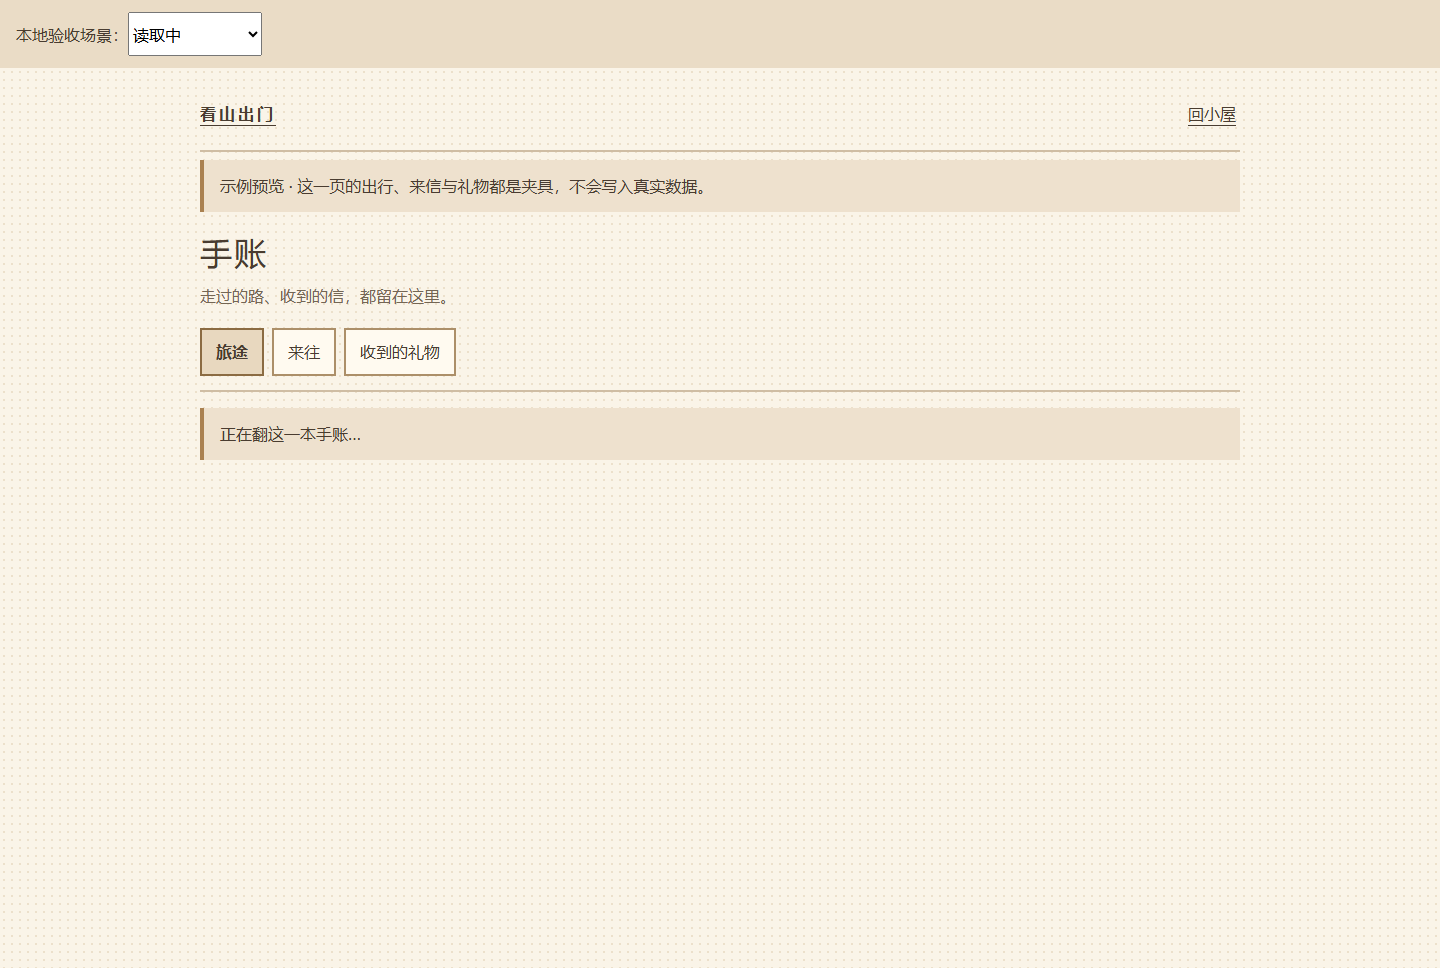 本地验收场景： 读取中
看山出门 回小屋
示例预览 · 这一页的出行、来信与礼物都是夹具，不会写入真实数据。
手账
走过的路、收到的信，都留在这里。
旅途 来往 收到的礼物
正在翻这一本手账…